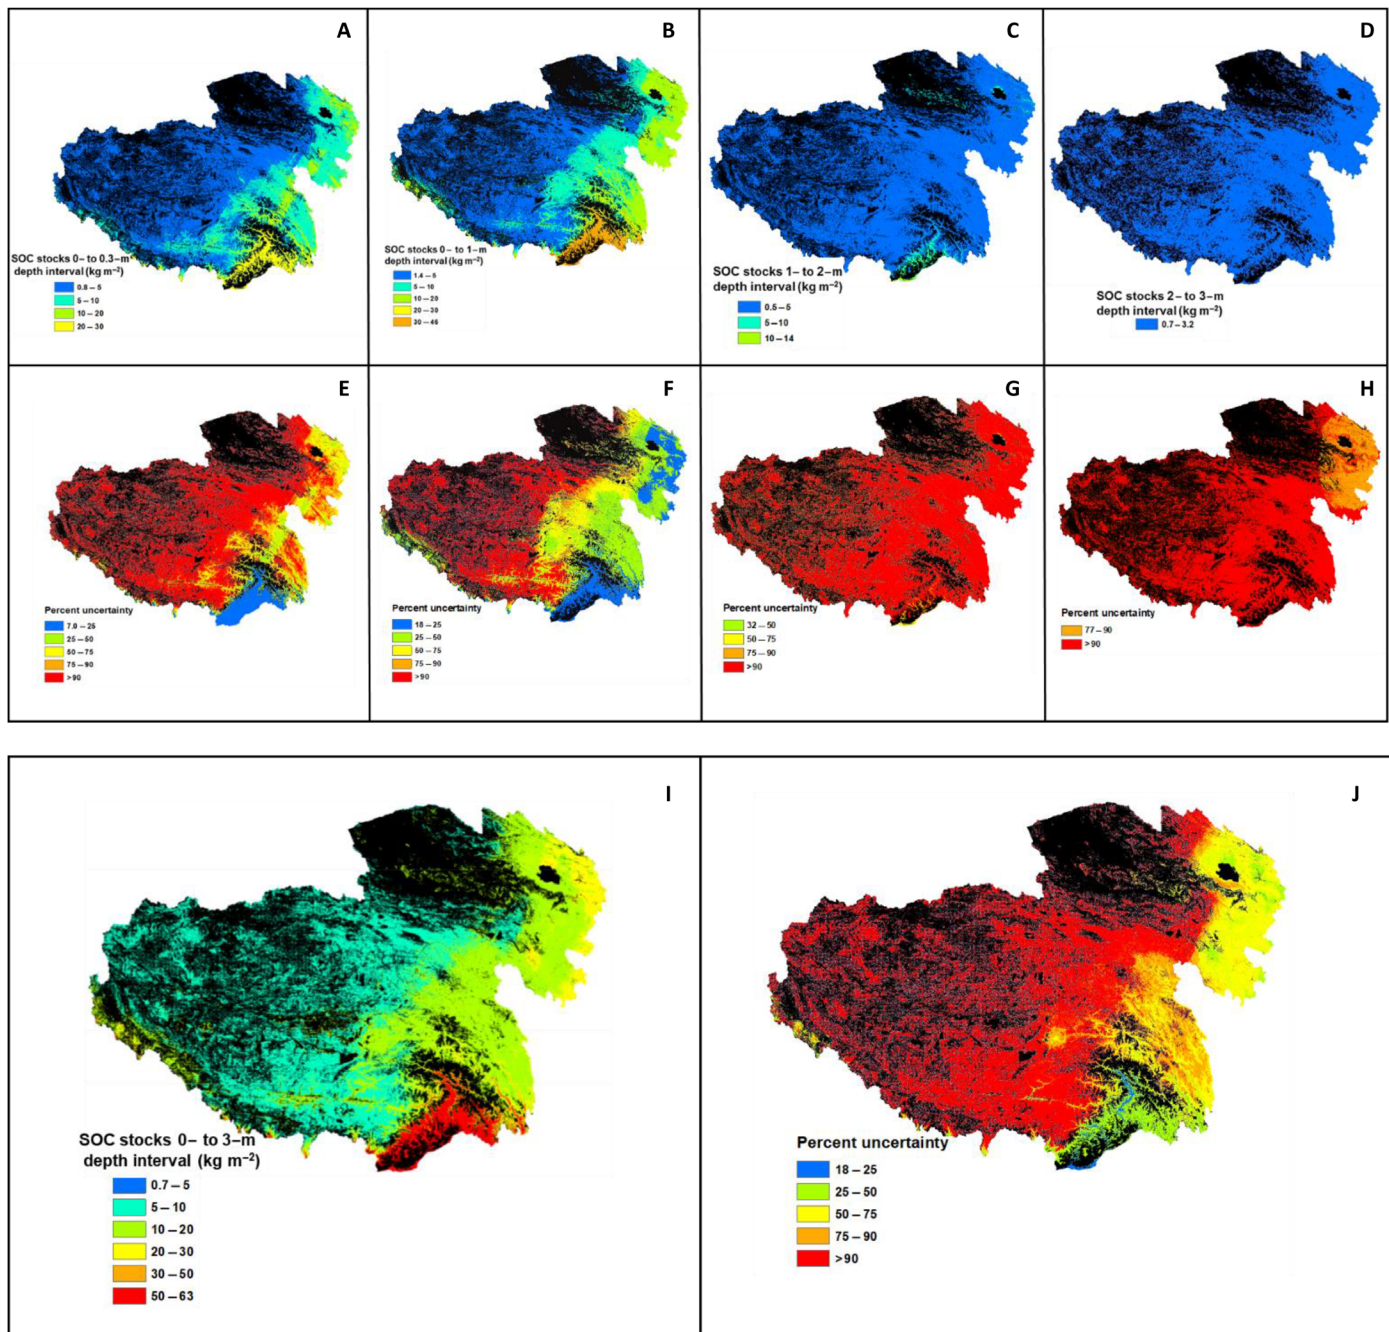 A
SOC stocks 0– to 0.3–m
depth interval (kg m⁻²)
0.8 – 5
5 – 10
10 – 20
20 – 30
B
SOC stocks 0– to 1–m
depth interval (kg m⁻²)
1.4 – 5
5 – 10
10 – 20
20 – 30
30 – 46
C
SOC stocks 1– to 2–m
depth interval (kg m⁻²)
0.5 – 5
5 – 10
10 – 14
D
SOC stocks 2– to 3–m
depth interval (kg m⁻²)
0.7 – 3.2
E
Percent uncertainty
7.0 – 25
25 – 50
50 – 75
75 – 90
>90
F
Percent uncertainty
18 – 25
25 – 50
50 – 75
75 – 90
>90
G
Percent uncertainty
32 – 50
50 – 75
75 – 90
>90
H
Percent uncertainty
77 – 90
>90
I
SOC stocks 0– to 3–m
depth interval (kg m⁻²)
0.7 – 5
5 – 10
10 – 20
20 – 30
30 – 50
50 – 63
J
Percent uncertainty
18 – 25
25 – 50
50 – 75
75 – 90
>90